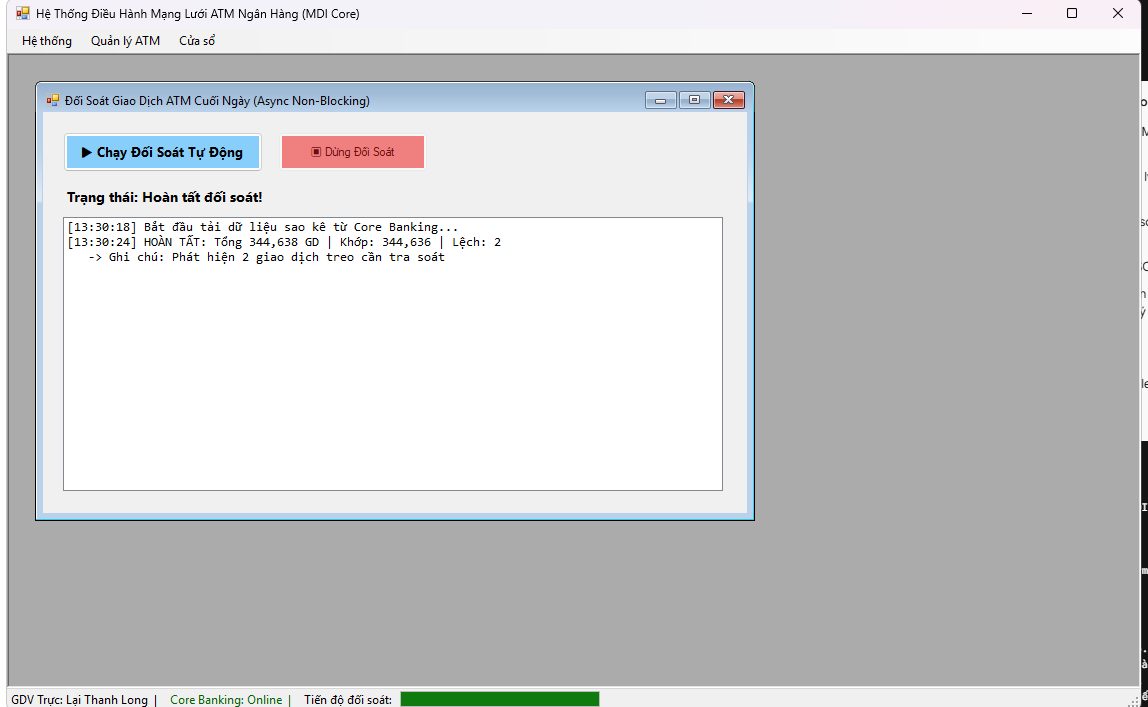 Hệ Thống Điều Hành Mạng Lưới ATM Ngân Hàng (MDI Core)
Hệ thống Quản lý ATM Cửa sổ
Đối Soát Giao Dịch ATM Cuối Ngày (Async Non-Blocking)
▶ Chạy Đối Soát Tự Động
▣ Dừng Đối Soát
Trạng thái: Hoàn tất đối soát!
[13:30:18] Bắt đầu tải dữ liệu sao kê từ Core Banking...
[13:30:24] HOÀN TẤT: Tổng 344,638 GD | Khớp: 344,636 | Lệch: 2
-> Ghi chú: Phát hiện 2 giao dịch treo cần tra soát
GDV Trực: Lại Thanh Long | Core Banking: Online | Tiến độ đối soát: